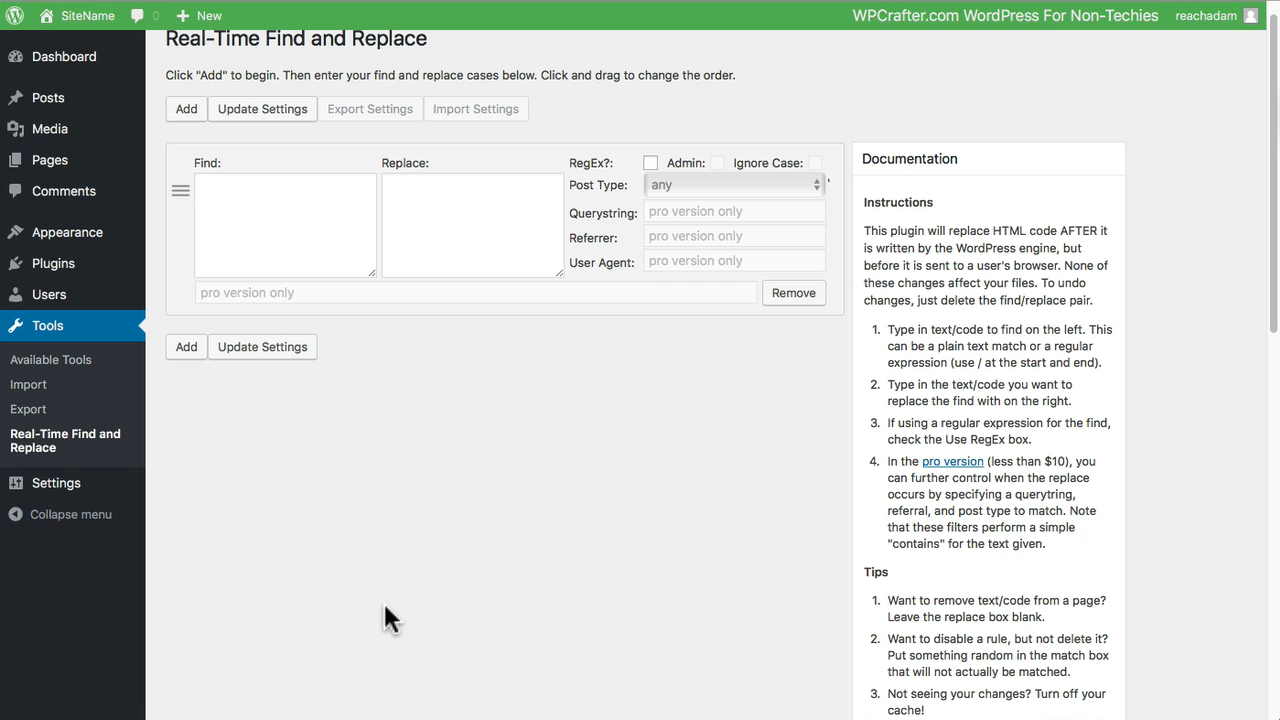 SiteName 0 New WPCrafter.com WordPress For Non-Techies reachadam
Dashboard
Posts
Media
Pages
Comments
Appearance
Plugins
Users
Tools
Available Tools
Import
Export
Real-Time Find and
Replace
Settings
Collapse menu
Real-Time Find and Replace
Click "Add" to begin. Then enter your find and replace cases below. Click and drag to change the order.
Add Update Settings Export Settings Import Settings
Find: Replace: RegEx?: Admin: Ignore Case:
Post Type: any '
Querystring: pro version only
Referrer: pro version only
User Agent: pro version only
pro version only Remove
Add Update Settings
Documentation
Instructions
This plugin will replace HTML code AFTER it
is written by the WordPress engine, but
before it is sent to a user's browser. None of
these changes affect your files. To undo
changes, just delete the find/replace pair.
1. Type in text/code to find on the left. This
can be a plain text match or a regular
expression (use / at the start and end).
2. Type in the text/code you want to
replace the find with on the right.
3. If using a regular expression for the find,
check the Use RegEx box.
4. In the pro version (less than $10), you
can further control when the replace
occurs by specifying a querytring,
referral, and post type to match. Note
that these filters perform a simple
"contains" for the text given.
Tips
1. Want to remove text/code from a page?
Leave the replace box blank.
2. Want to disable a rule, but not delete it?
Put something random in the match box
that will not actually be matched.
3. Not seeing your changes? Turn off your
cache!